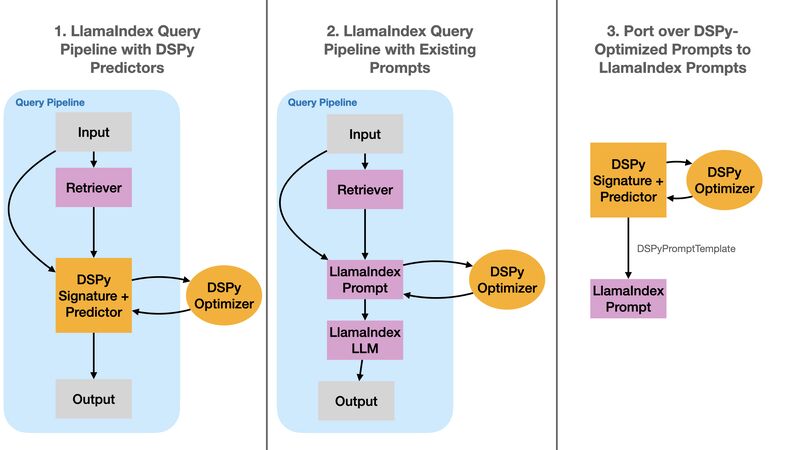 1. LlamaIndex Query
Pipeline with DSPy
Predictors
Query Pipeline
Input
Retriever
DSPy
Signature +
Predictor
DSPy
Optimizer
Output
2. LlamaIndex Query
Pipeline with Existing
Prompts
Query Pipeline
Input
Retriever
LlamaIndex
Prompt
DSPy
Optimizer
LlamaIndex
LLM
Output
3. Port over DSPy-
Optimized Prompts to
LlamaIndex Prompts
DSPy
Signature +
Predictor
DSPy
Optimizer
DSPyPromptTemplate
LlamaIndex
Prompt